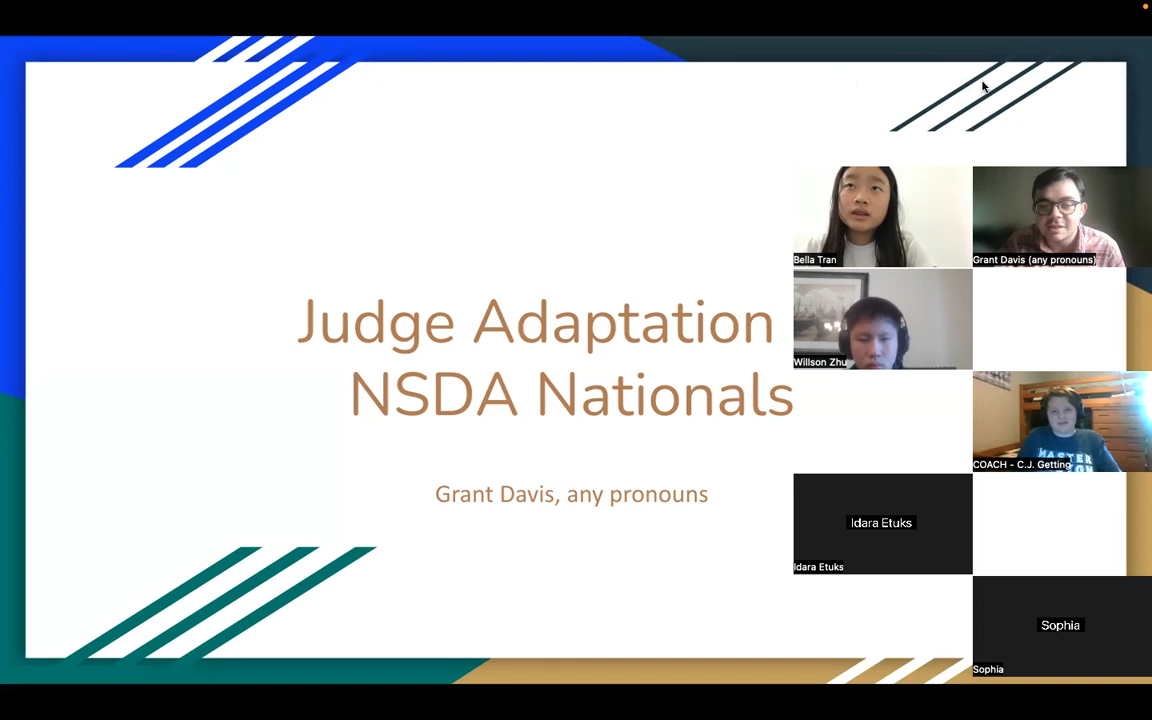 Judge Adaptation
NSDA Nationals
Grant Davis, any pronouns
Bella Tran
Grant Davis (any pronouns)
Willson Zhu
MASTER
COACH - C.J. Getting
Idara Etuks
Idara Etuks
Sophia
Sophia